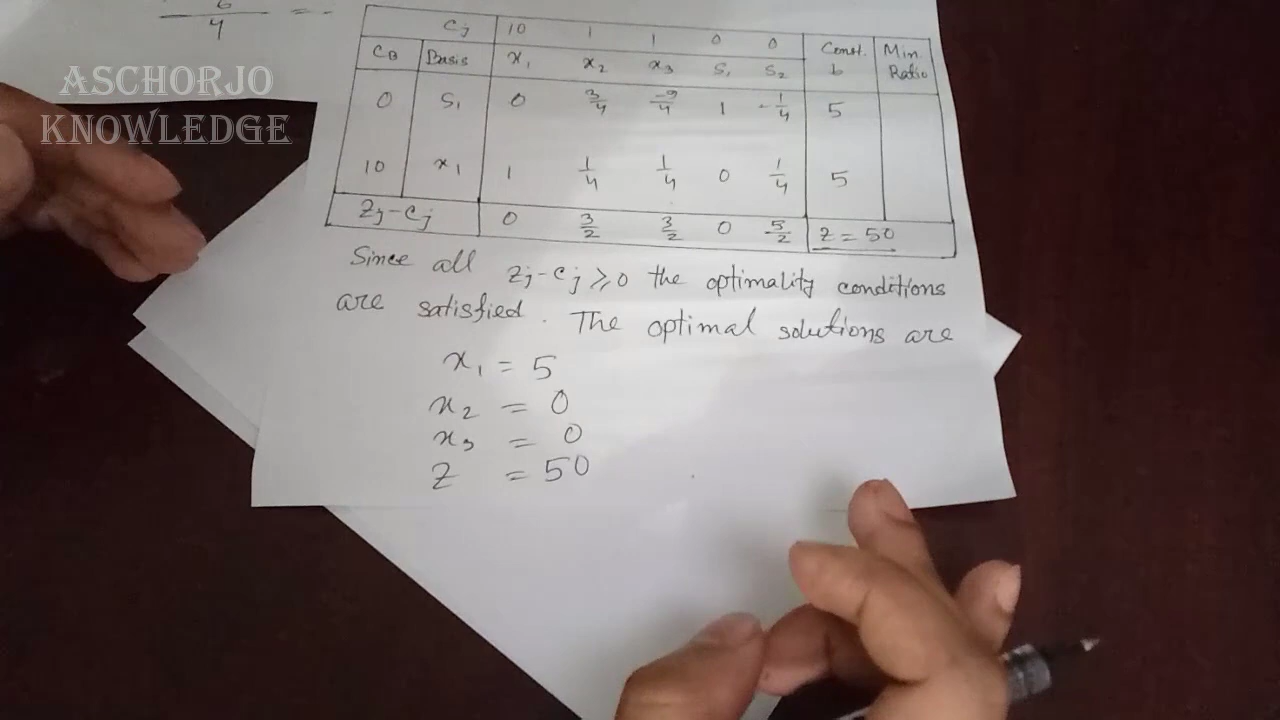 6
4 = -
ASCHORJO
KNOWLEDGE
Cj 10 1 1 0 0 Const. b Min. Ratio
CB Basis x1 x2 x3 S1 S2
0 S1 0 3/4 -9/4 1 -1/4 5
10 x1 1 1/4 1/4 0 1/4 5
Zj-Cj 0 3/2 3/2 0 5/2 Z = 50
Since all Zj-Cj ⩾ 0 the optimality conditions
are satisfied. The optimal solutions are
x1 = 5
x2 = 0
x3 = 0
Z = 50